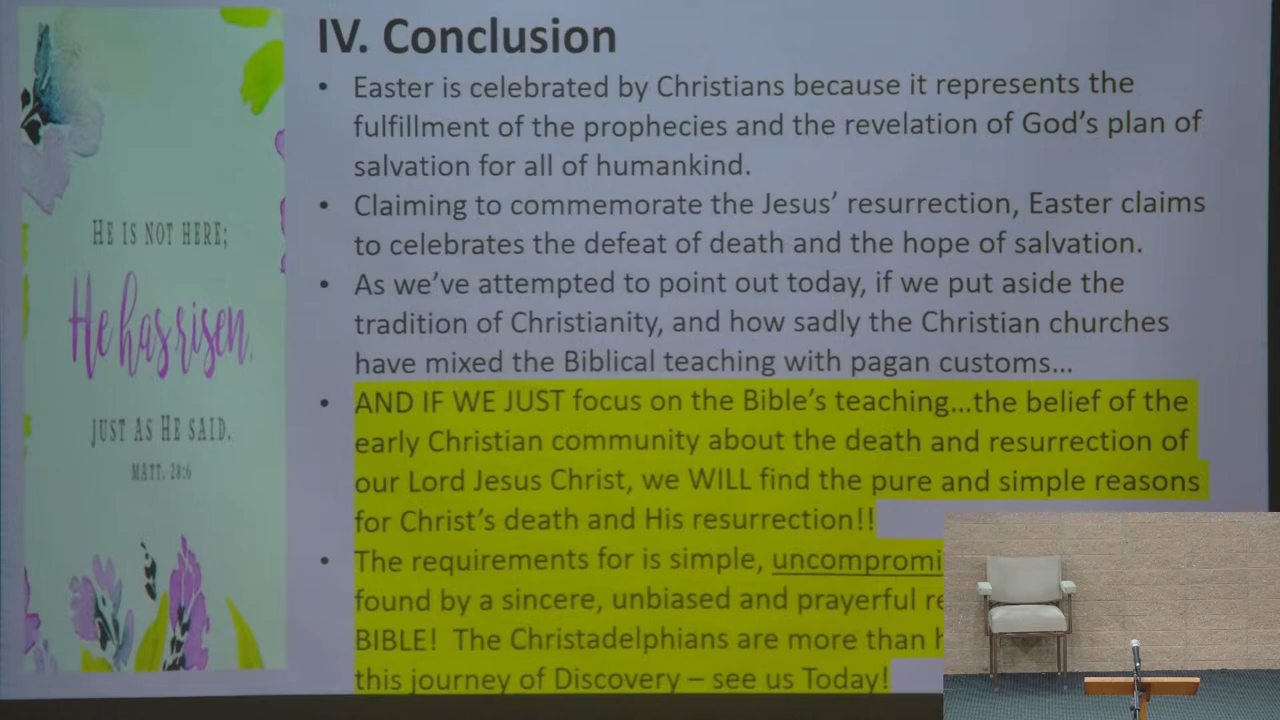 HE IS NOT HERE;
He has risen,
JUST AS HE SAID.
MATT. 28:6
IV. Conclusion
• Easter is celebrated by Christians because it represents the
fulfillment of the prophecies and the revelation of God's plan of
salvation for all of humankind.
• Claiming to commemorate the Jesus' resurrection, Easter claims
to celebrates the defeat of death and the hope of salvation.
• As we've attempted to point out today, if we put aside the
tradition of Christianity, and how sadly the Christian churches
have mixed the Biblical teaching with pagan customs...
• AND IF WE JUST focus on the Bible's teaching...the belief of the
early Christian community about the death and resurrection of
our Lord Jesus Christ, we WILL find the pure and simple reasons
for Christ's death and His resurrection!!
• The requirements for is simple, uncompromi
found by a sincere, unbiased and prayerful
BIBLE! The Christadelphians are more than
this journey of Discovery – see us Today!